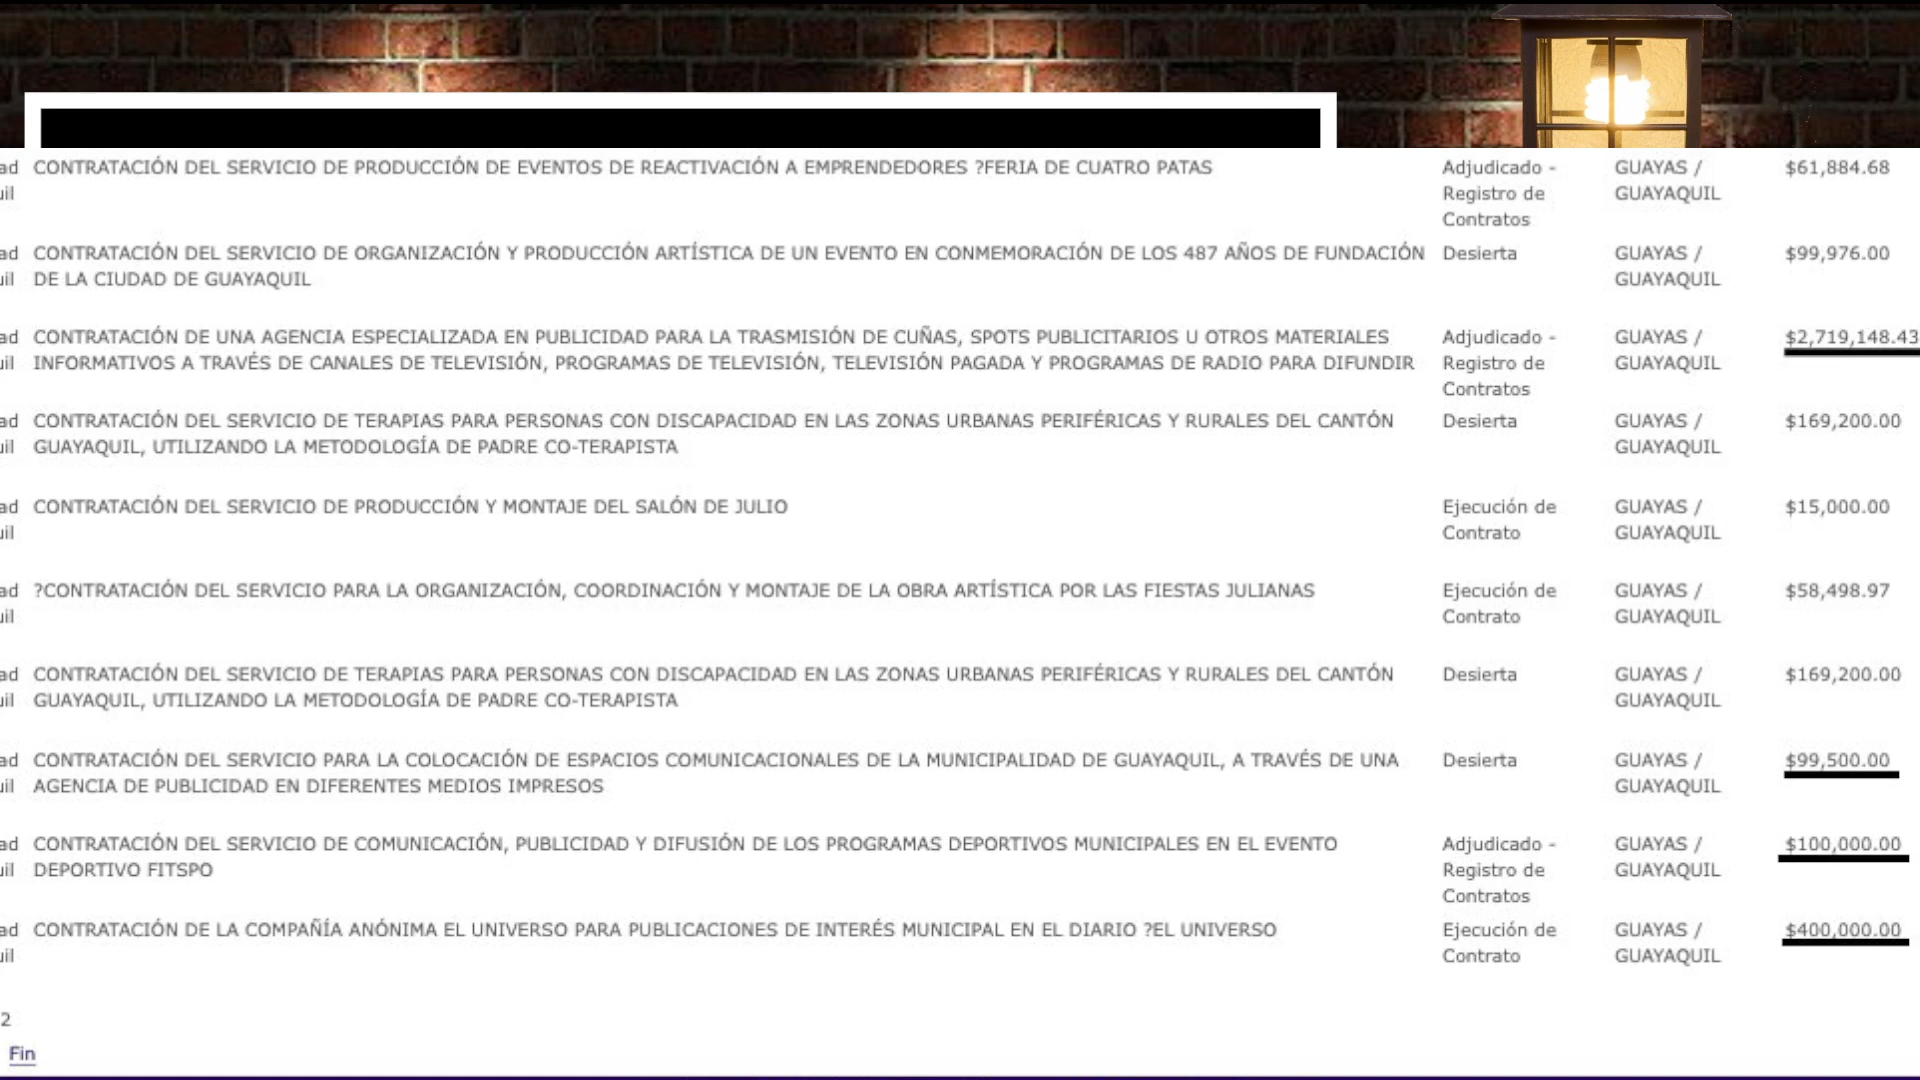 ad CONTRATACIÓN DEL SERVICIO DE PRODUCCIÓN DE EVENTOS DE REACTIVACIÓN A EMPRENDEDORES ?FERIA DE CUATRO PATAS Adjudicado - GUAYAS / $61,884.68
uil Registro de GUAYAQUIL
Contratos
ad CONTRATACIÓN DEL SERVICIO DE ORGANIZACIÓN Y PRODUCCIÓN ARTÍSTICA DE UN EVENTO EN CONMEMORACIÓN DE LOS 487 AÑOS DE FUNDACIÓN Desierta GUAYAS / $99,976.00
uil DE LA CIUDAD DE GUAYAQUIL GUAYAQUIL
ad CONTRATACIÓN DE UNA AGENCIA ESPECIALIZADA EN PUBLICIDAD PARA LA TRASMISIÓN DE CUÑAS, SPOTS PUBLICITARIOS U OTROS MATERIALES Adjudicado - GUAYAS / $2,719,148.43
uil INFORMATIVOS A TRAVÉS DE CANALES DE TELEVISIÓN, PROGRAMAS DE TELEVISIÓN, TELEVISIÓN PAGADA Y PROGRAMAS DE RADIO PARA DIFUNDIR Registro de GUAYAQUIL
Contratos
ad CONTRATACIÓN DEL SERVICIO DE TERAPIAS PARA PERSONAS CON DISCAPACIDAD EN LAS ZONAS URBANAS PERIFÉRICAS Y RURALES DEL CANTÓN Desierta GUAYAS / $169,200.00
uil GUAYAQUIL, UTILIZANDO LA METODOLOGÍA DE PADRE CO-TERAPISTA GUAYAQUIL
ad CONTRATACIÓN DEL SERVICIO DE PRODUCCIÓN Y MONTAJE DEL SALÓN DE JULIO Ejecución de GUAYAS / $15,000.00
uil Contrato GUAYAQUIL
ad ?CONTRATACIÓN DEL SERVICIO PARA LA ORGANIZACIÓN, COORDINACIÓN Y MONTAJE DE LA OBRA ARTÍSTICA POR LAS FIESTAS JULIANAS Ejecución de GUAYAS / $58,498.97
uil Contrato GUAYAQUIL
ad CONTRATACIÓN DEL SERVICIO DE TERAPIAS PARA PERSONAS CON DISCAPACIDAD EN LAS ZONAS URBANAS PERIFÉRICAS Y RURALES DEL CANTÓN Desierta GUAYAS / $169,200.00
uil GUAYAQUIL, UTILIZANDO LA METODOLOGÍA DE PADRE CO-TERAPISTA GUAYAQUIL
ad CONTRATACIÓN DEL SERVICIO PARA LA COLOCACIÓN DE ESPACIOS COMUNICACIONALES DE LA MUNICIPALIDAD DE GUAYAQUIL, A TRAVÉS DE UNA Desierta GUAYAS / $99,500.00
uil AGENCIA DE PUBLICIDAD EN DIFERENTES MEDIOS IMPRESOS GUAYAQUIL
ad CONTRATACIÓN DEL SERVICIO DE COMUNICACIÓN, PUBLICIDAD Y DIFUSIÓN DE LOS PROGRAMAS DEPORTIVOS MUNICIPALES EN EL EVENTO Adjudicado - GUAYAS / $100,000.00
uil DEPORTIVO FITSPO Registro de GUAYAQUIL
Contratos
ad CONTRATACIÓN DE LA COMPAÑÍA ANÓNIMA EL UNIVERSO PARA PUBLICACIONES DE INTERÉS MUNICIPAL EN EL DIARIO ?EL UNIVERSO Ejecución de GUAYAS / $400,000.00
uil Contrato GUAYAQUIL
2
Fin